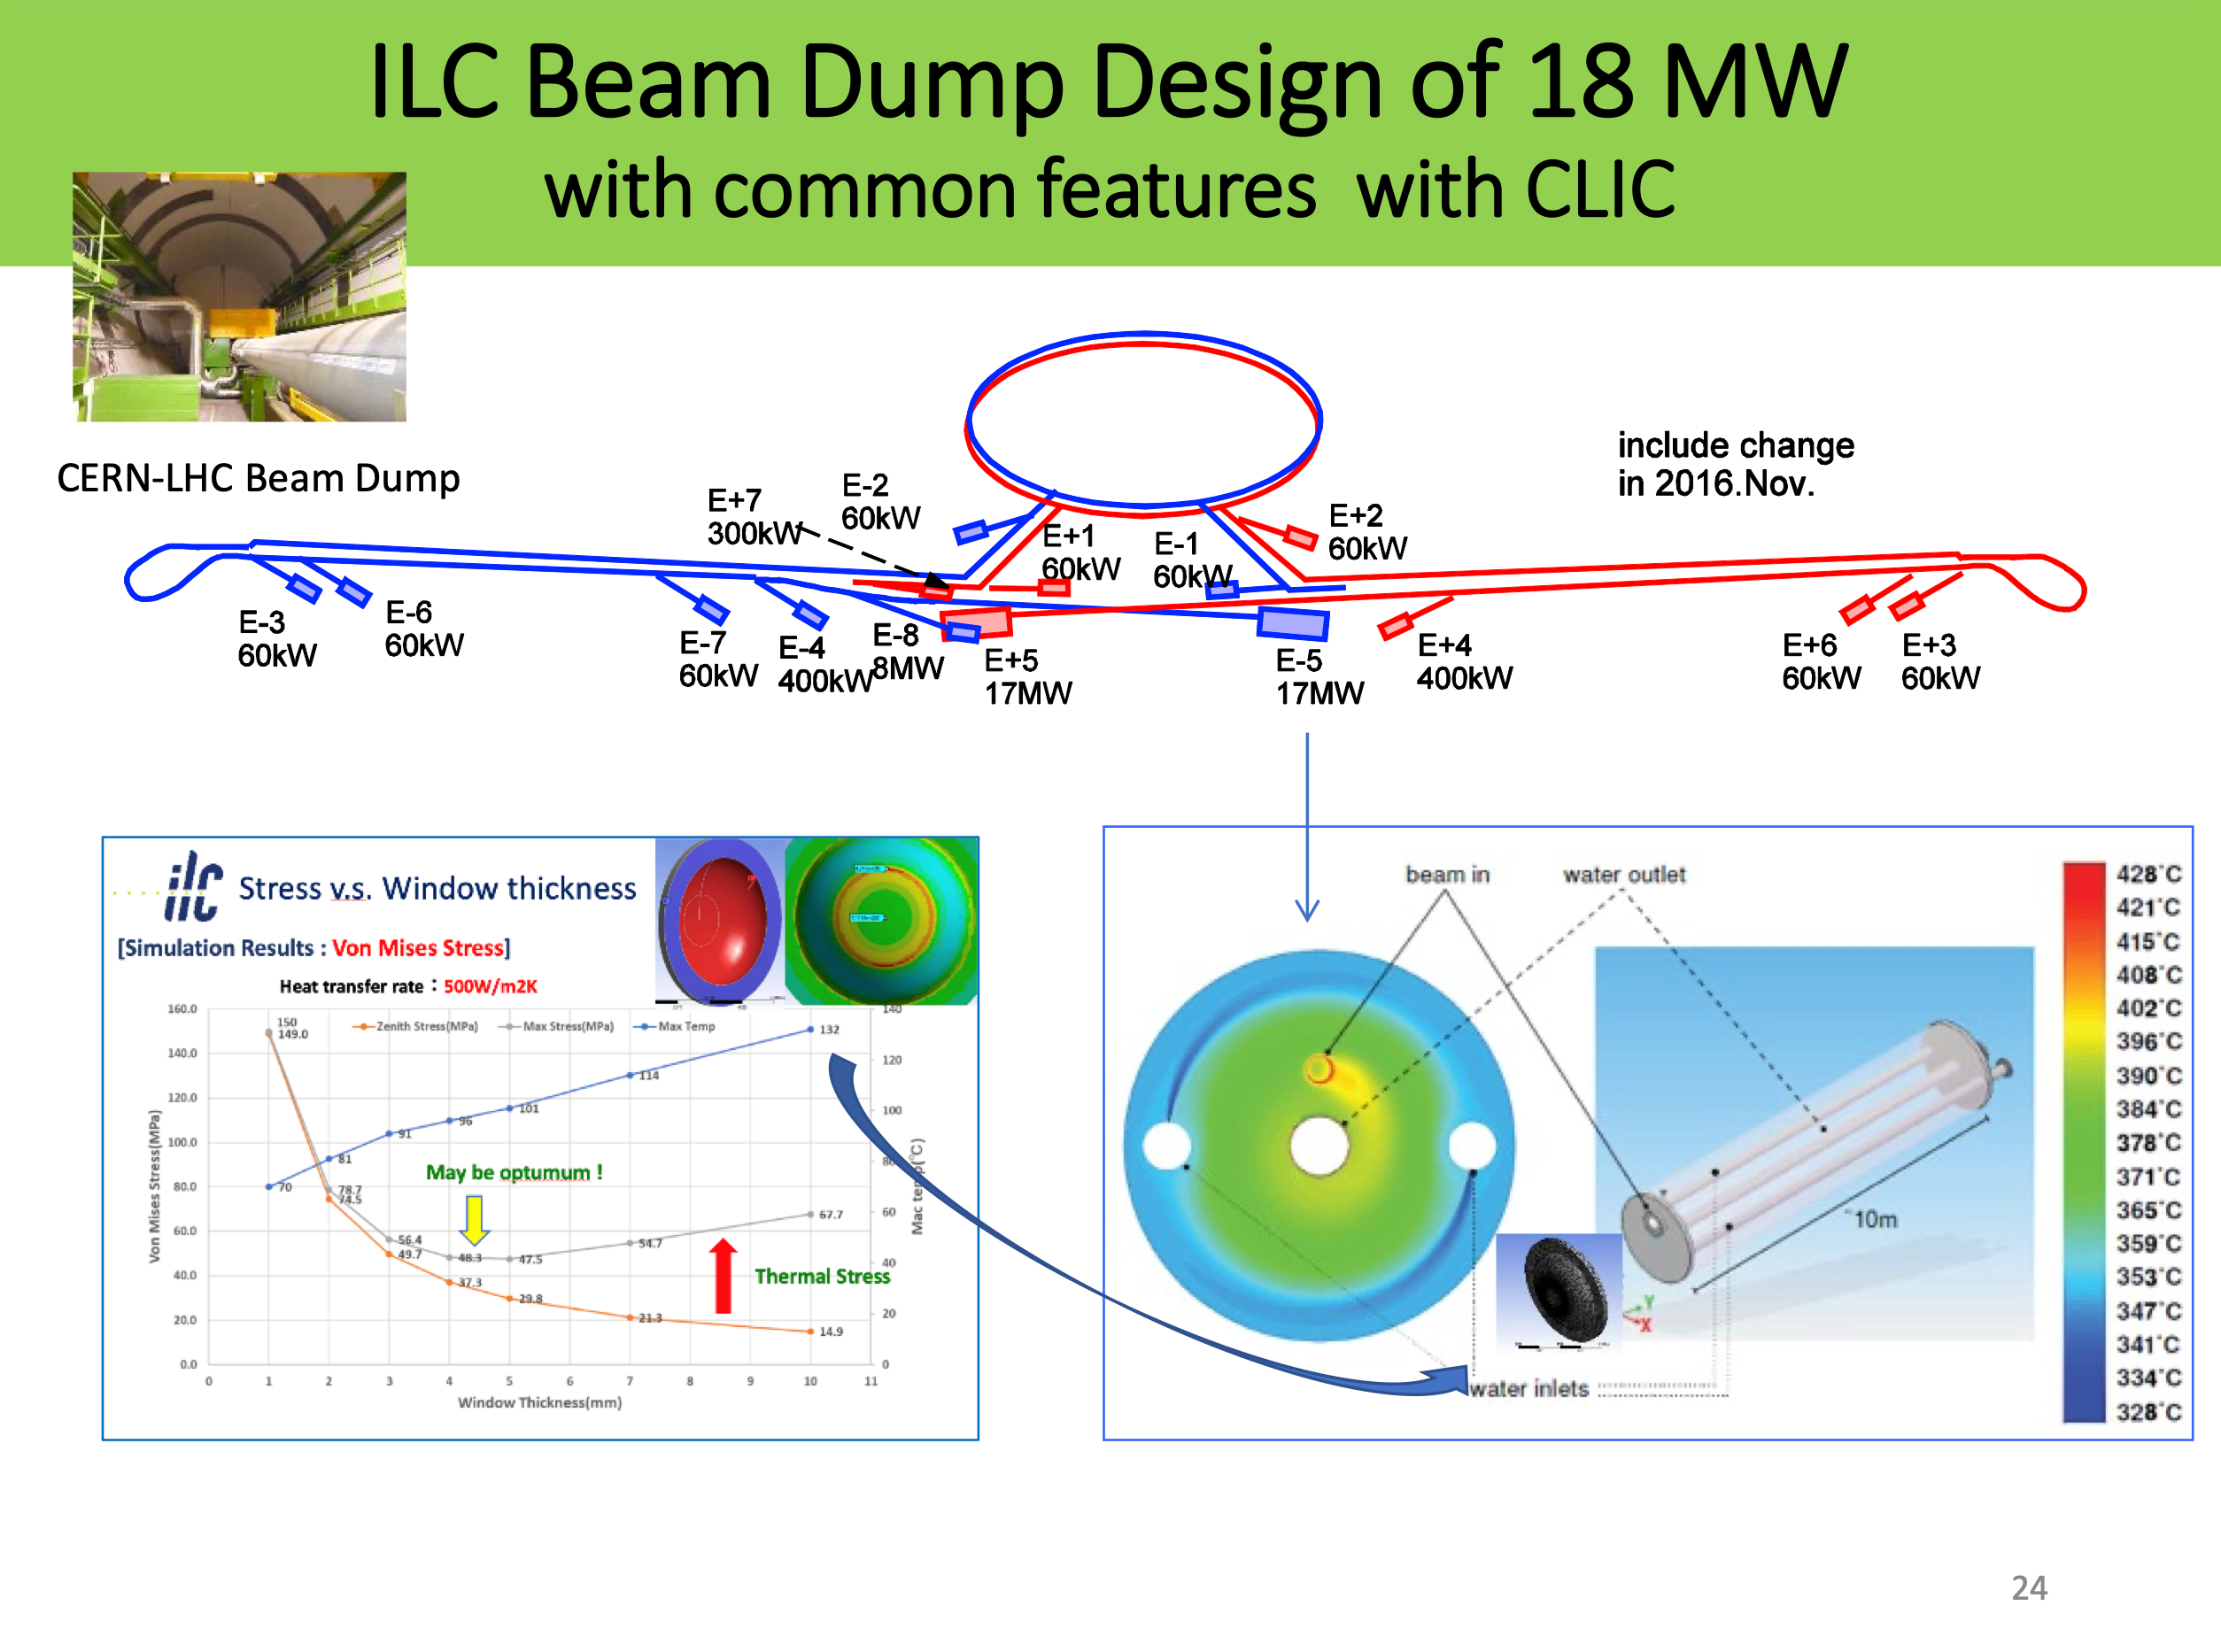 ILC Beam Dump Design of 18 MW
with common features with CLIC
CERN-LHC Beam Dump
include change
in 2016.Nov.
E+7
300kW
E-2
60kW
E+1
60kW
E-1
60kW
E+2
60kW
E-3
60kW
E-6
60kW
E-7
60kW
E-4
400kW
E-8
8MW
E+5
17MW
E-5
17MW
E+4
400kW
E+6
60kW
E+3
60kW
ilc
Stress v.s. Window thickness
[Simulation Results : Von Mises Stress]
Heat transfer rate : 500W/m2K
Zenith Stress(MPa)
Max Stress(MPa)
Max Temp
Von Mises Stress(MPa)
160.0
140.0
120.0
100.0
80.0
60.0
40.0
20.0
0.0
150
149.0
70
81
78.7
74.5
91
56.4
49.7
96
48.3
37.3
101
47.5
29.8
114
54.7
21.3
132
67.7
14.9
May be optumum !
Thermal Stress
140
120
100
80
60
40
20
0
Mac temp(°C)
0 1 2 3 4 5 6 7 8 9 10 11
Window Thickness(mm)
beam in
water outlet
~10m
Y
X
water inlets
428°C
421°C
415°C
408°C
402°C
396°C
390°C
384°C
378°C
371°C
365°C
359°C
353°C
347°C
341°C
334°C
328°C
24